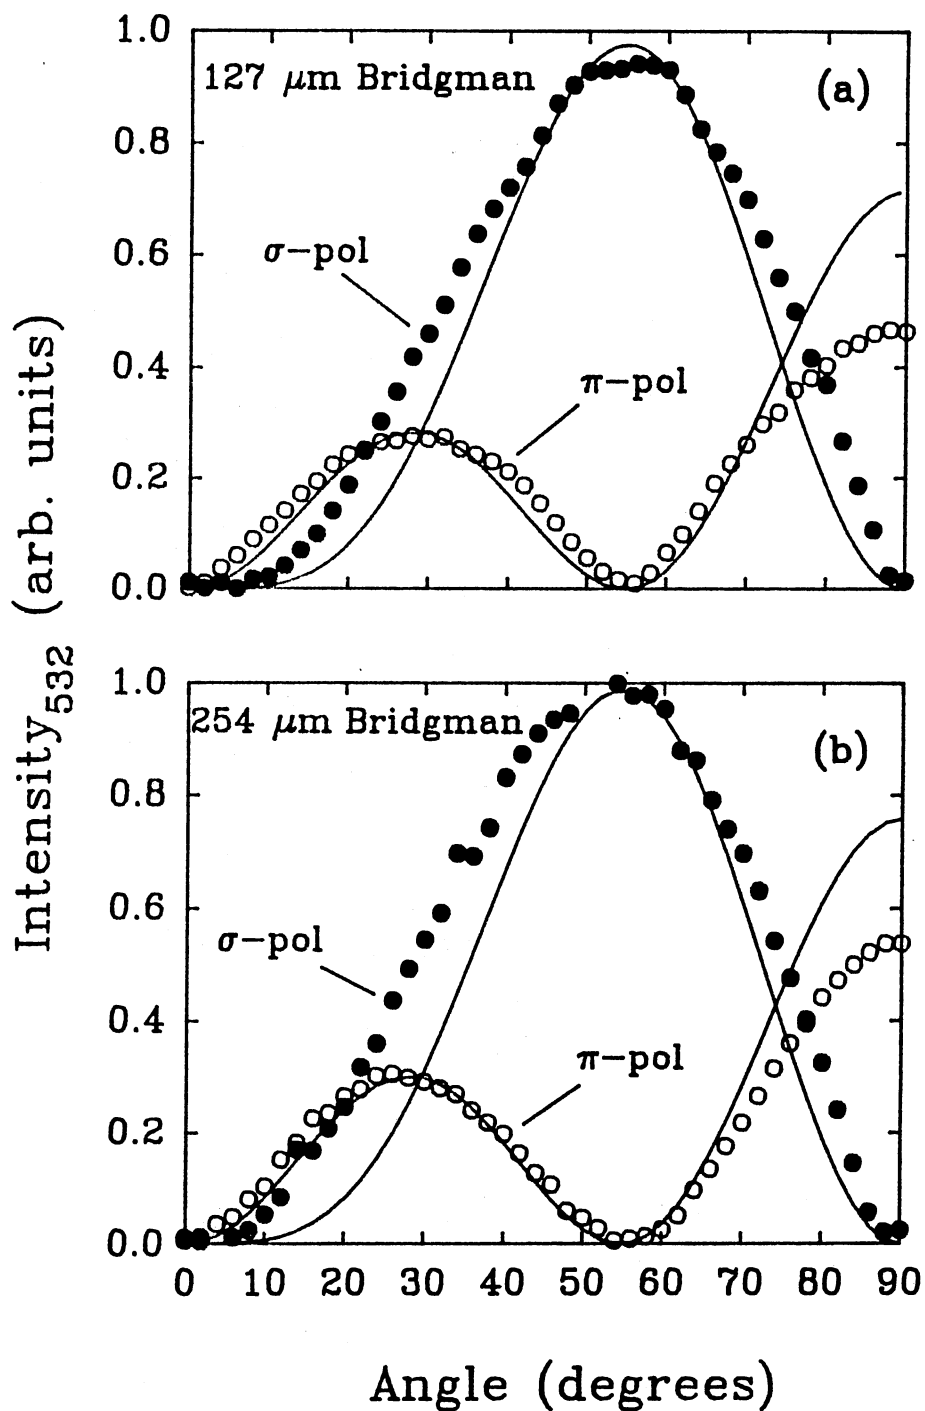 1.0
127 μm Bridgman
(a)
0.8
σ-pol
0.6
0.4
π-pol
0.2
0.0
Intensity532 (arb. units)
1.0
254 μm Bridgman
(b)
0.8
0.6
σ-pol
0.4
π-pol
0.2
0.0
0 10 20 30 40 50 60 70 80 90
Angle (degrees)